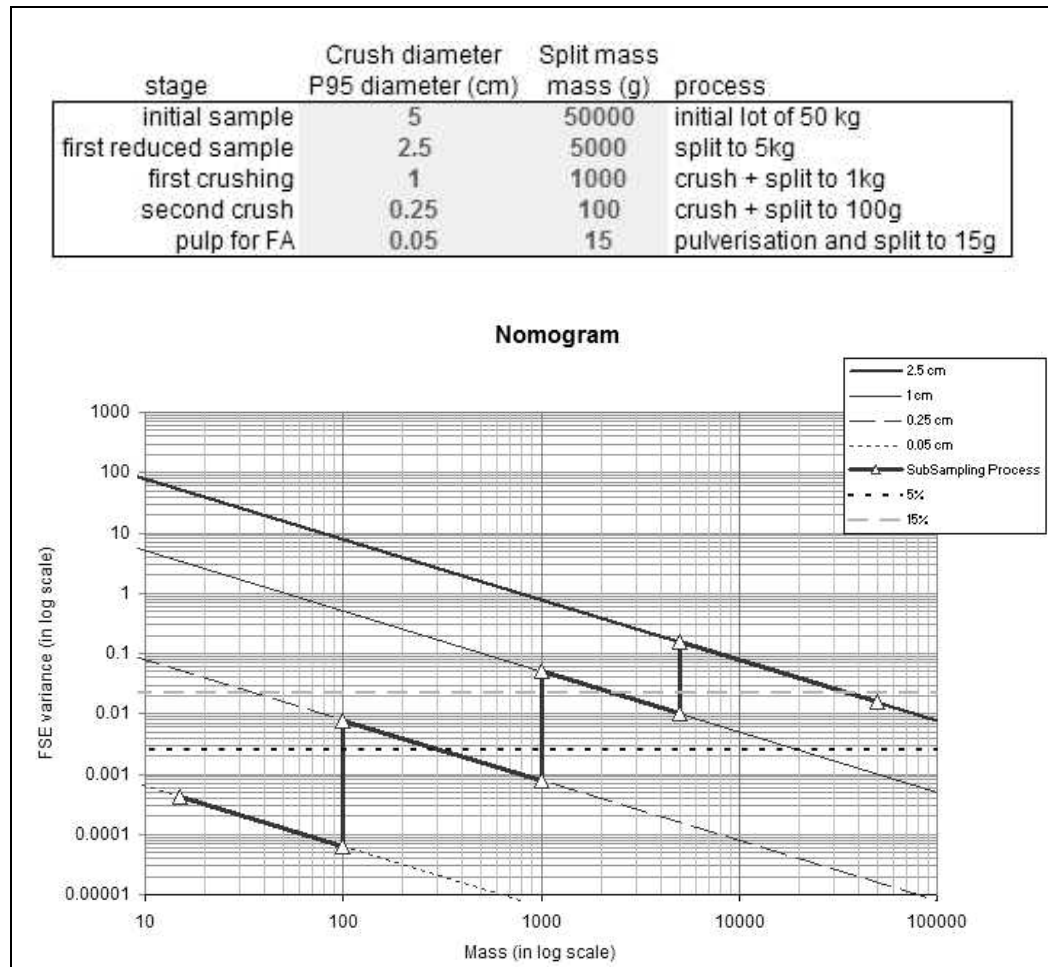 Crush diameter Split mass
stage P95 diameter (cm) mass (g) process
initial sample 5 50000 initial lot of 50 kg
first reduced sample 2.5 5000 split to 5kg
first crushing 1 1000 crush + split to 1kg
second crush 0.25 100 crush + split to 100g
pulp for FA 0.05 15 pulverisation and split to 15g
Nomogram
2.5 cm
1 cm
0.25 cm
0.05 cm
SubSampling Process
5%
15%
FSE variance (in log scale)
1000
100
10
1
0.1
0.01
0.001
0.0001
0.00001
10 100 1000 10000 100000
Mass (in log scale)